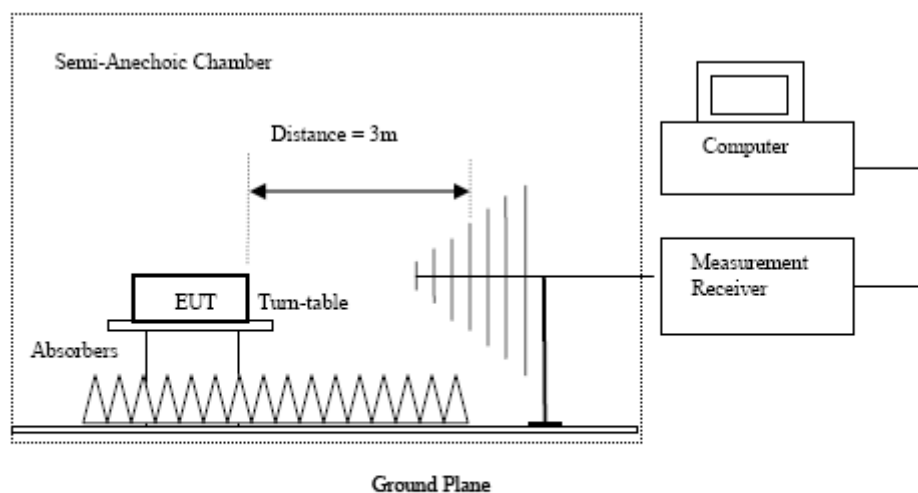 Semi-Anechoic Chamber
Distance = 3m
Computer
Measurement
Receiver
EUT
Turn-table
Absorbers
Ground Plane